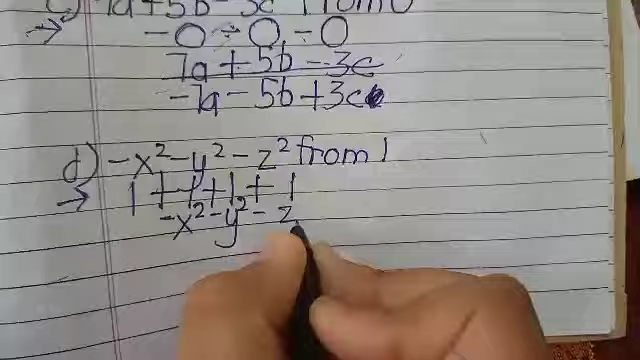 c) 7a + 5b - 3c from 0
→ -0 + 0 - 0
7a + 5b - 3c
-7a - 5b + 3c
d) -x² - y² - z² from 1
→ 1 + 1 + 1 + 1
-x² - y² - z